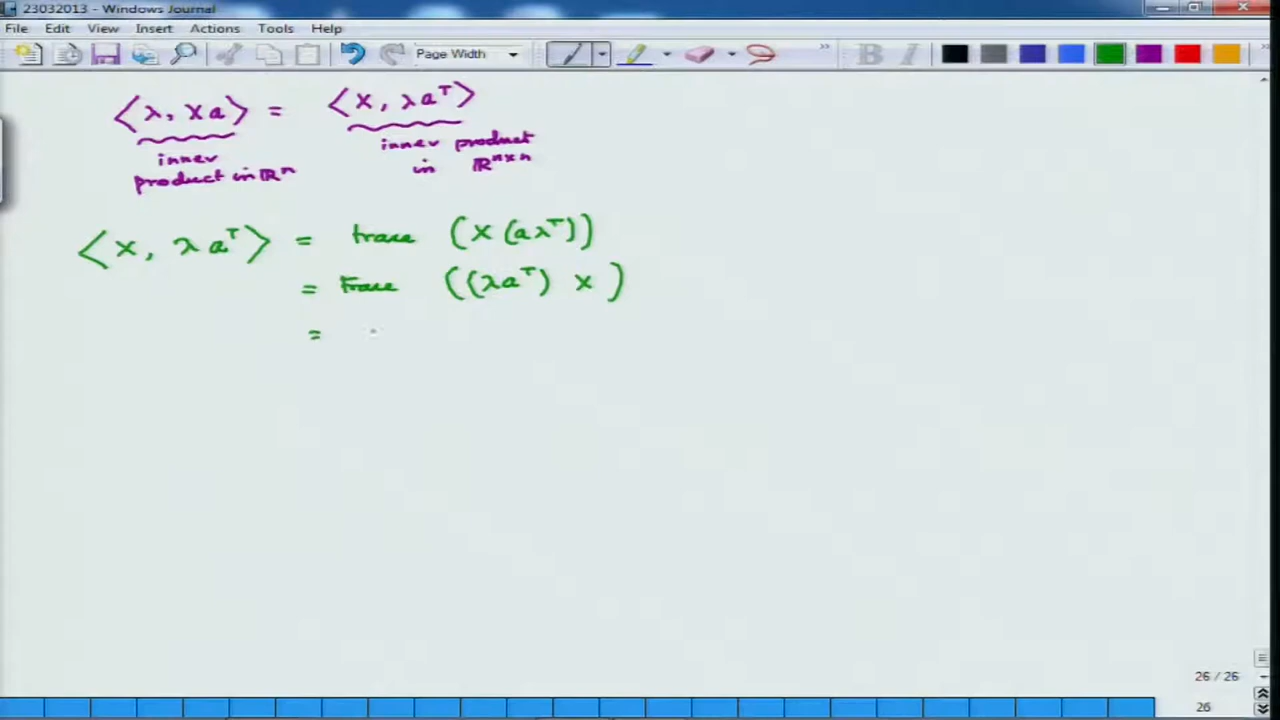 23032013 - Windows Journal
File Edit View Insert Actions Tools Help
Page Width
⟨λ, Xa⟩ = ⟨X, λaᵀ⟩
inner product in ℝⁿ
inner product in ℝⁿˣⁿ
⟨X, λaᵀ⟩ = trace (X(aλᵀ))
= trace ((λaᵀ) X)
=
26 / 26
26